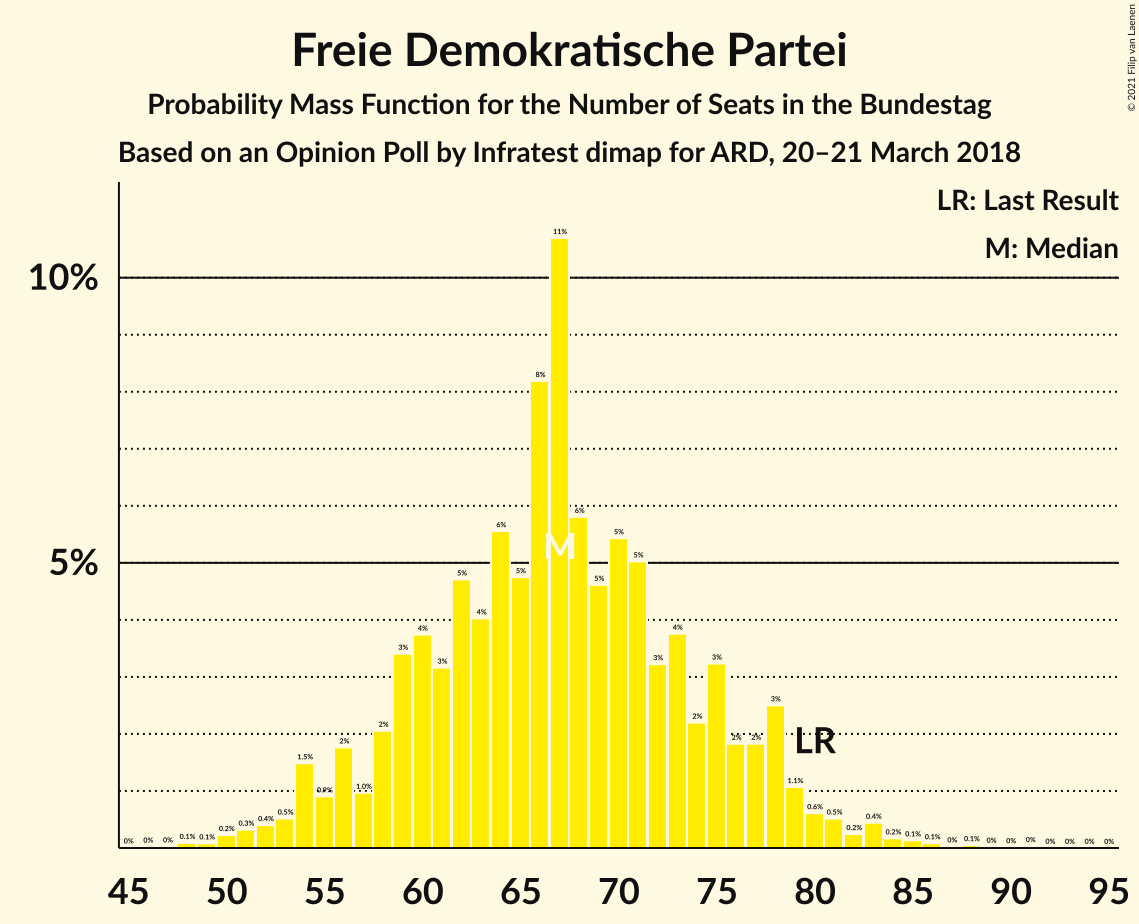 Freie Demokratische Partei
Probability Mass Function for the Number of Seats in the Bundestag
Based on an Opinion Poll by Infratest dimap for ARD, 20–21 March 2018
© 2021 Filip van Laenen
LR: Last Result
M: Median
10%
5%
0% 0% 0% 0.1% 0.1% 0.2% 0.3% 0.4% 0.5% 1.5% 0.9% 2% 1.0% 2% 3% 4% 3% 5% 4% 6% 5% 8% 11% 6% 5% 5% 5% 3% 4% 2% 3% 2% 2% 3% 1.1% 0.6% 0.5% 0.2% 0.4% 0.2% 0.1% 0.1% 0% 0.1% 0% 0% 0% 0% 0% 0% 0%
M
LR
45 50 55 60 65 70 75 80 85 90 95